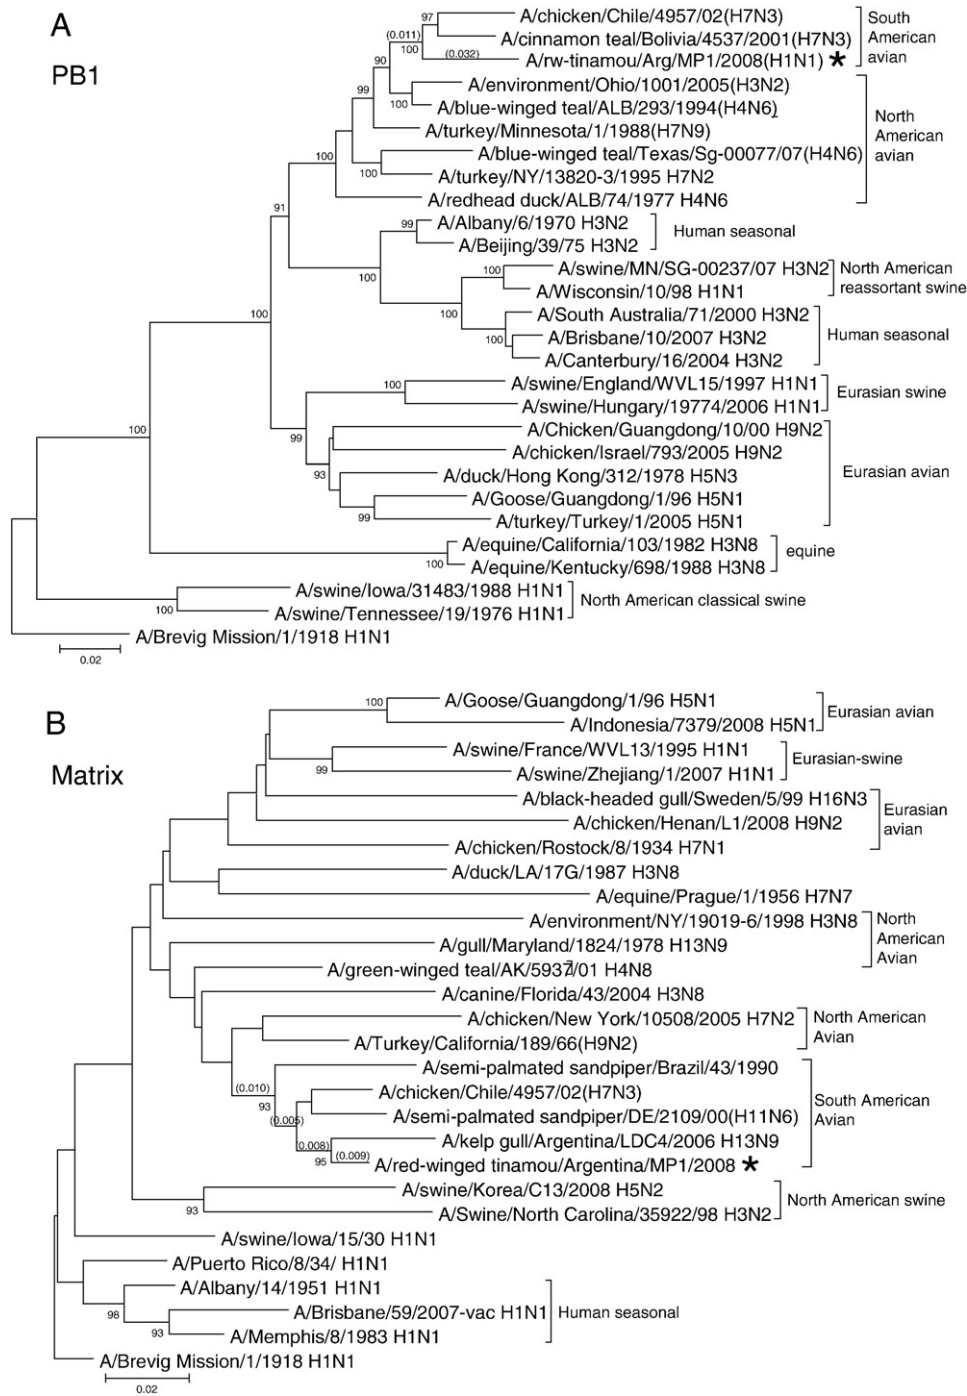 A
PB1
97
(0.011)
100
(0.032)
90
99
100
100
100
91
99
100
100
100
100
100
100
99
93
99
100
100
100
A/chicken/Chile/4957/02(H7N3)
A/cinnamon teal/Bolivia/4537/2001(H7N3)
A/rw-tinamou/Arg/MP1/2008(H1N1) *
South American avian
A/environment/Ohio/1001/2005(H3N2)
A/blue-winged teal/ALB/293/1994(H4N6)
A/turkey/Minnesota/1/1988(H7N9)
A/blue-winged teal/Texas/Sg-00077/07(H4N6)
A/turkey/NY/13820-3/1995 H7N2
A/redhead duck/ALB/74/1977 H4N6
North American avian
A/Albany/6/1970 H3N2
A/Beijing/39/75 H3N2
Human seasonal
A/swine/MN/SG-00237/07 H3N2
A/Wisconsin/10/98 H1N1
North American reassortant swine
A/South Australia/71/2000 H3N2
A/Brisbane/10/2007 H3N2
A/Canterbury/16/2004 H3N2
Human seasonal
A/swine/England/WVL15/1997 H1N1
A/swine/Hungary/19774/2006 H1N1
Eurasian swine
A/Chicken/Guangdong/10/00 H9N2
A/chicken/Israel/793/2005 H9N2
A/duck/Hong Kong/312/1978 H5N3
A/Goose/Guangdong/1/96 H5N1
A/turkey/Turkey/1/2005 H5N1
Eurasian avian
A/equine/California/103/1982 H3N8
A/equine/Kentucky/698/1988 H3N8
equine
A/swine/Iowa/31483/1988 H1N1
A/swine/Tennessee/19/1976 H1N1
North American classical swine
A/Brevig Mission/1/1918 H1N1
0.02
B
Matrix
100
99
(0.010)
93
(0.005)
(0.008)
95
(0.009)
93
98
93
A/Goose/Guangdong/1/96 H5N1
A/Indonesia/7379/2008 H5N1
Eurasian avian
A/swine/France/WVL13/1995 H1N1
A/swine/Zhejiang/1/2007 H1N1
Eurasian-swine
A/black-headed gull/Sweden/5/99 H16N3
A/chicken/Henan/L1/2008 H9N2
A/chicken/Rostock/8/1934 H7N1
Eurasian avian
A/duck/LA/17G/1987 H3N8
A/equine/Prague/1/1956 H7N7
A/environment/NY/19019-6/1998 H3N8
A/gull/Maryland/1824/1978 H13N9
A/green-winged teal/AK/5937/01 H4N8
North American Avian
A/canine/Florida/43/2004 H3N8
A/chicken/New York/10508/2005 H7N2
A/Turkey/California/189/66(H9N2)
North American Avian
A/semi-palmated sandpiper/Brazil/43/1990
A/chicken/Chile/4957/02(H7N3)
A/semi-palmated sandpiper/DE/2109/00(H11N6)
A/kelp gull/Argentina/LDC4/2006 H13N9
A/red-winged tinamou/Argentina/MP1/2008 *
South American Avian
A/swine/Korea/C13/2008 H5N2
A/Swine/North Carolina/35922/98 H3N2
North American swine
A/swine/Iowa/15/30 H1N1
A/Puerto Rico/8/34/ H1N1
A/Albany/14/1951 H1N1
A/Brisbane/59/2007-vac H1N1
A/Memphis/8/1983 H1N1
Human seasonal
A/Brevig Mission/1/1918 H1N1
0.02